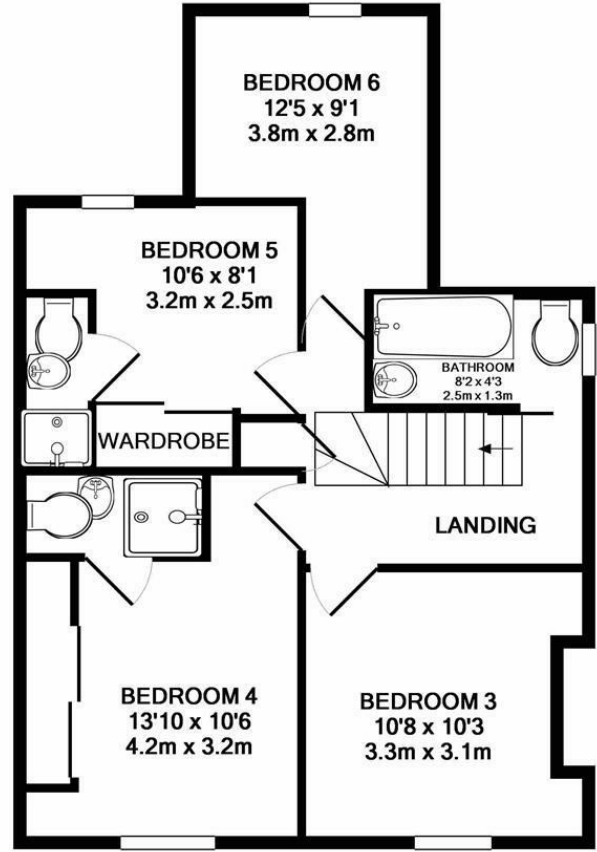 BEDROOM 6
12'5 x 9'1
3.8m x 2.8m
BEDROOM 5
10'6 x 8'1
3.2m x 2.5m
BATHROOM
8'2 x 4'3
2.5m x 1.3m
WARDROBE
LANDING
BEDROOM 4
13'10 x 10'6
4.2m x 3.2m
BEDROOM 3
10'8 x 10'3
3.3m x 3.1m